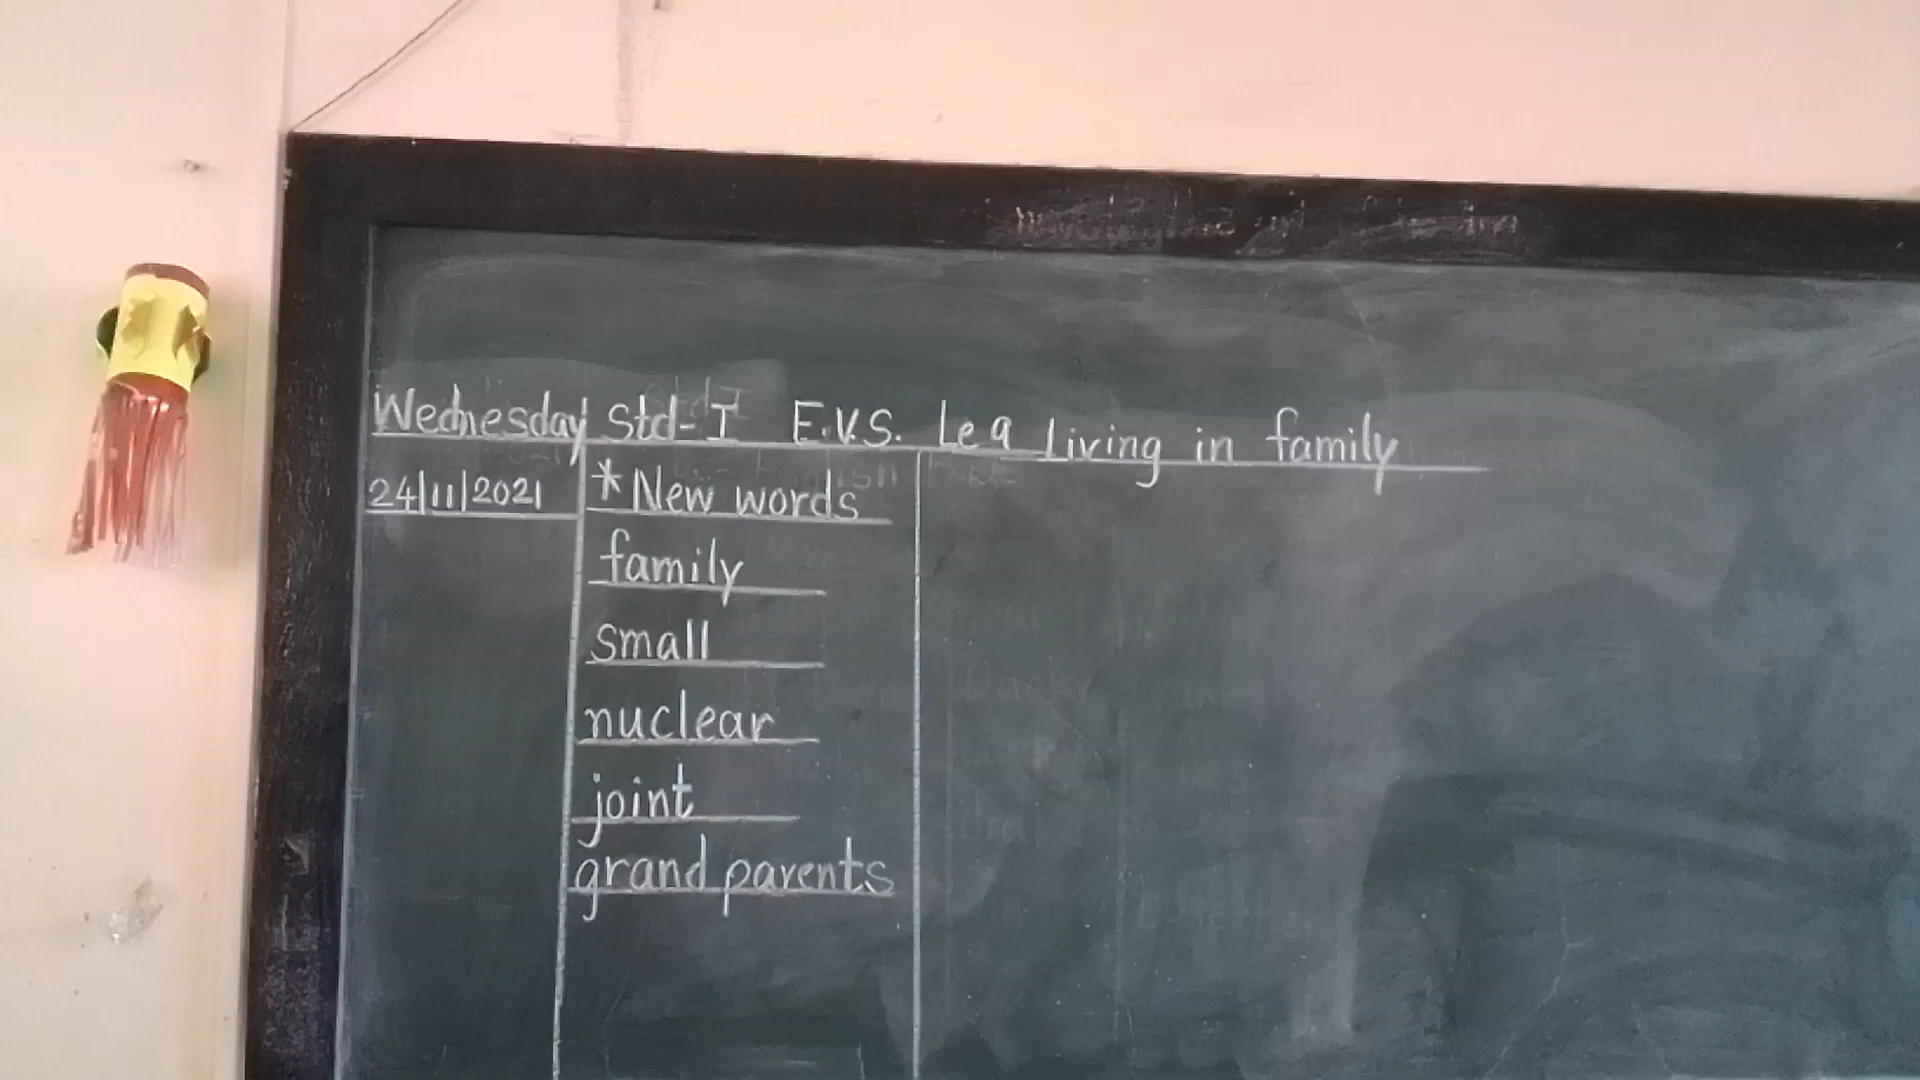 Wednesday Std-I E.V.S. Le 9 Living in family
24/11/2021
*New words
family
small
nuclear
joint
grand parents